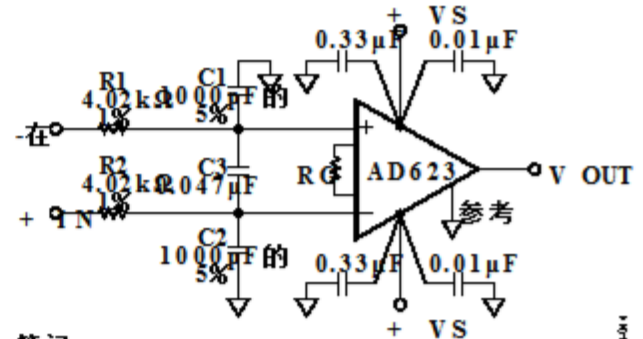 + VS
0.33μF
0.01μF
R1
4.02kΩ
1%
C1
1000pF的
5%
-在
+
RG
AD623
V OUT
R2
4.02kΩ
1%
C3
0.047μF
参考
+ IN
−
C2
1000pF的
5%
0.33μF
0.01μF
+ VS